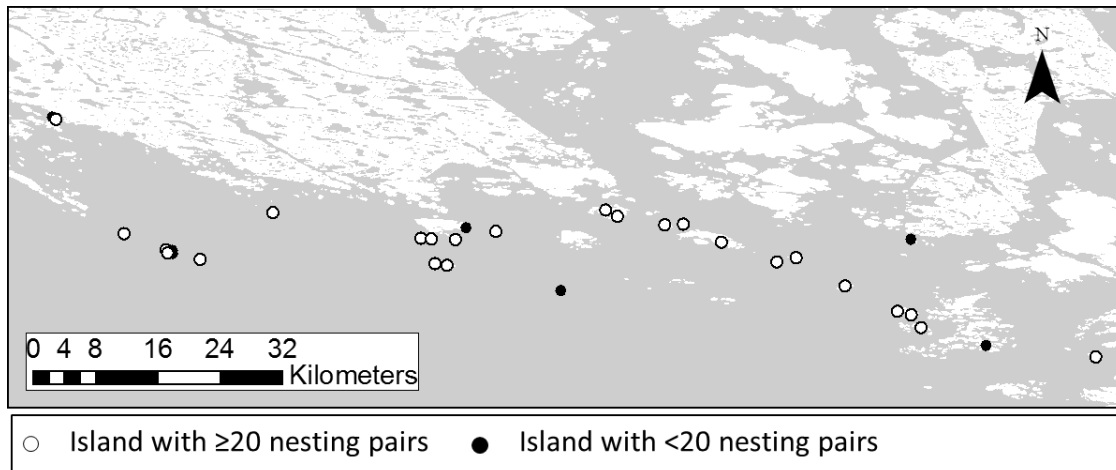 N
0 4 8 16 24 32
Kilometers
Island with ≥20 nesting pairs
Island with <20 nesting pairs